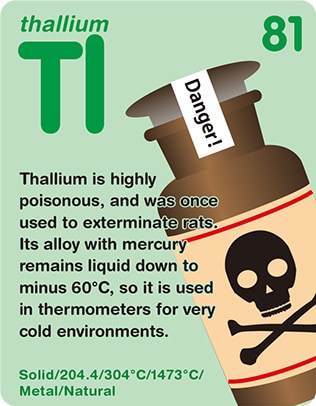 thallium
81
Tl
Danger!
Thallium is highly
poisonous, and was once
used to exterminate rats.
Its alloy with mercury
remains liquid down to
minus 60°C, so it is used
in thermometers for very
cold environments.
Solid/204.4/304°C/1473°C/
Metal/Natural